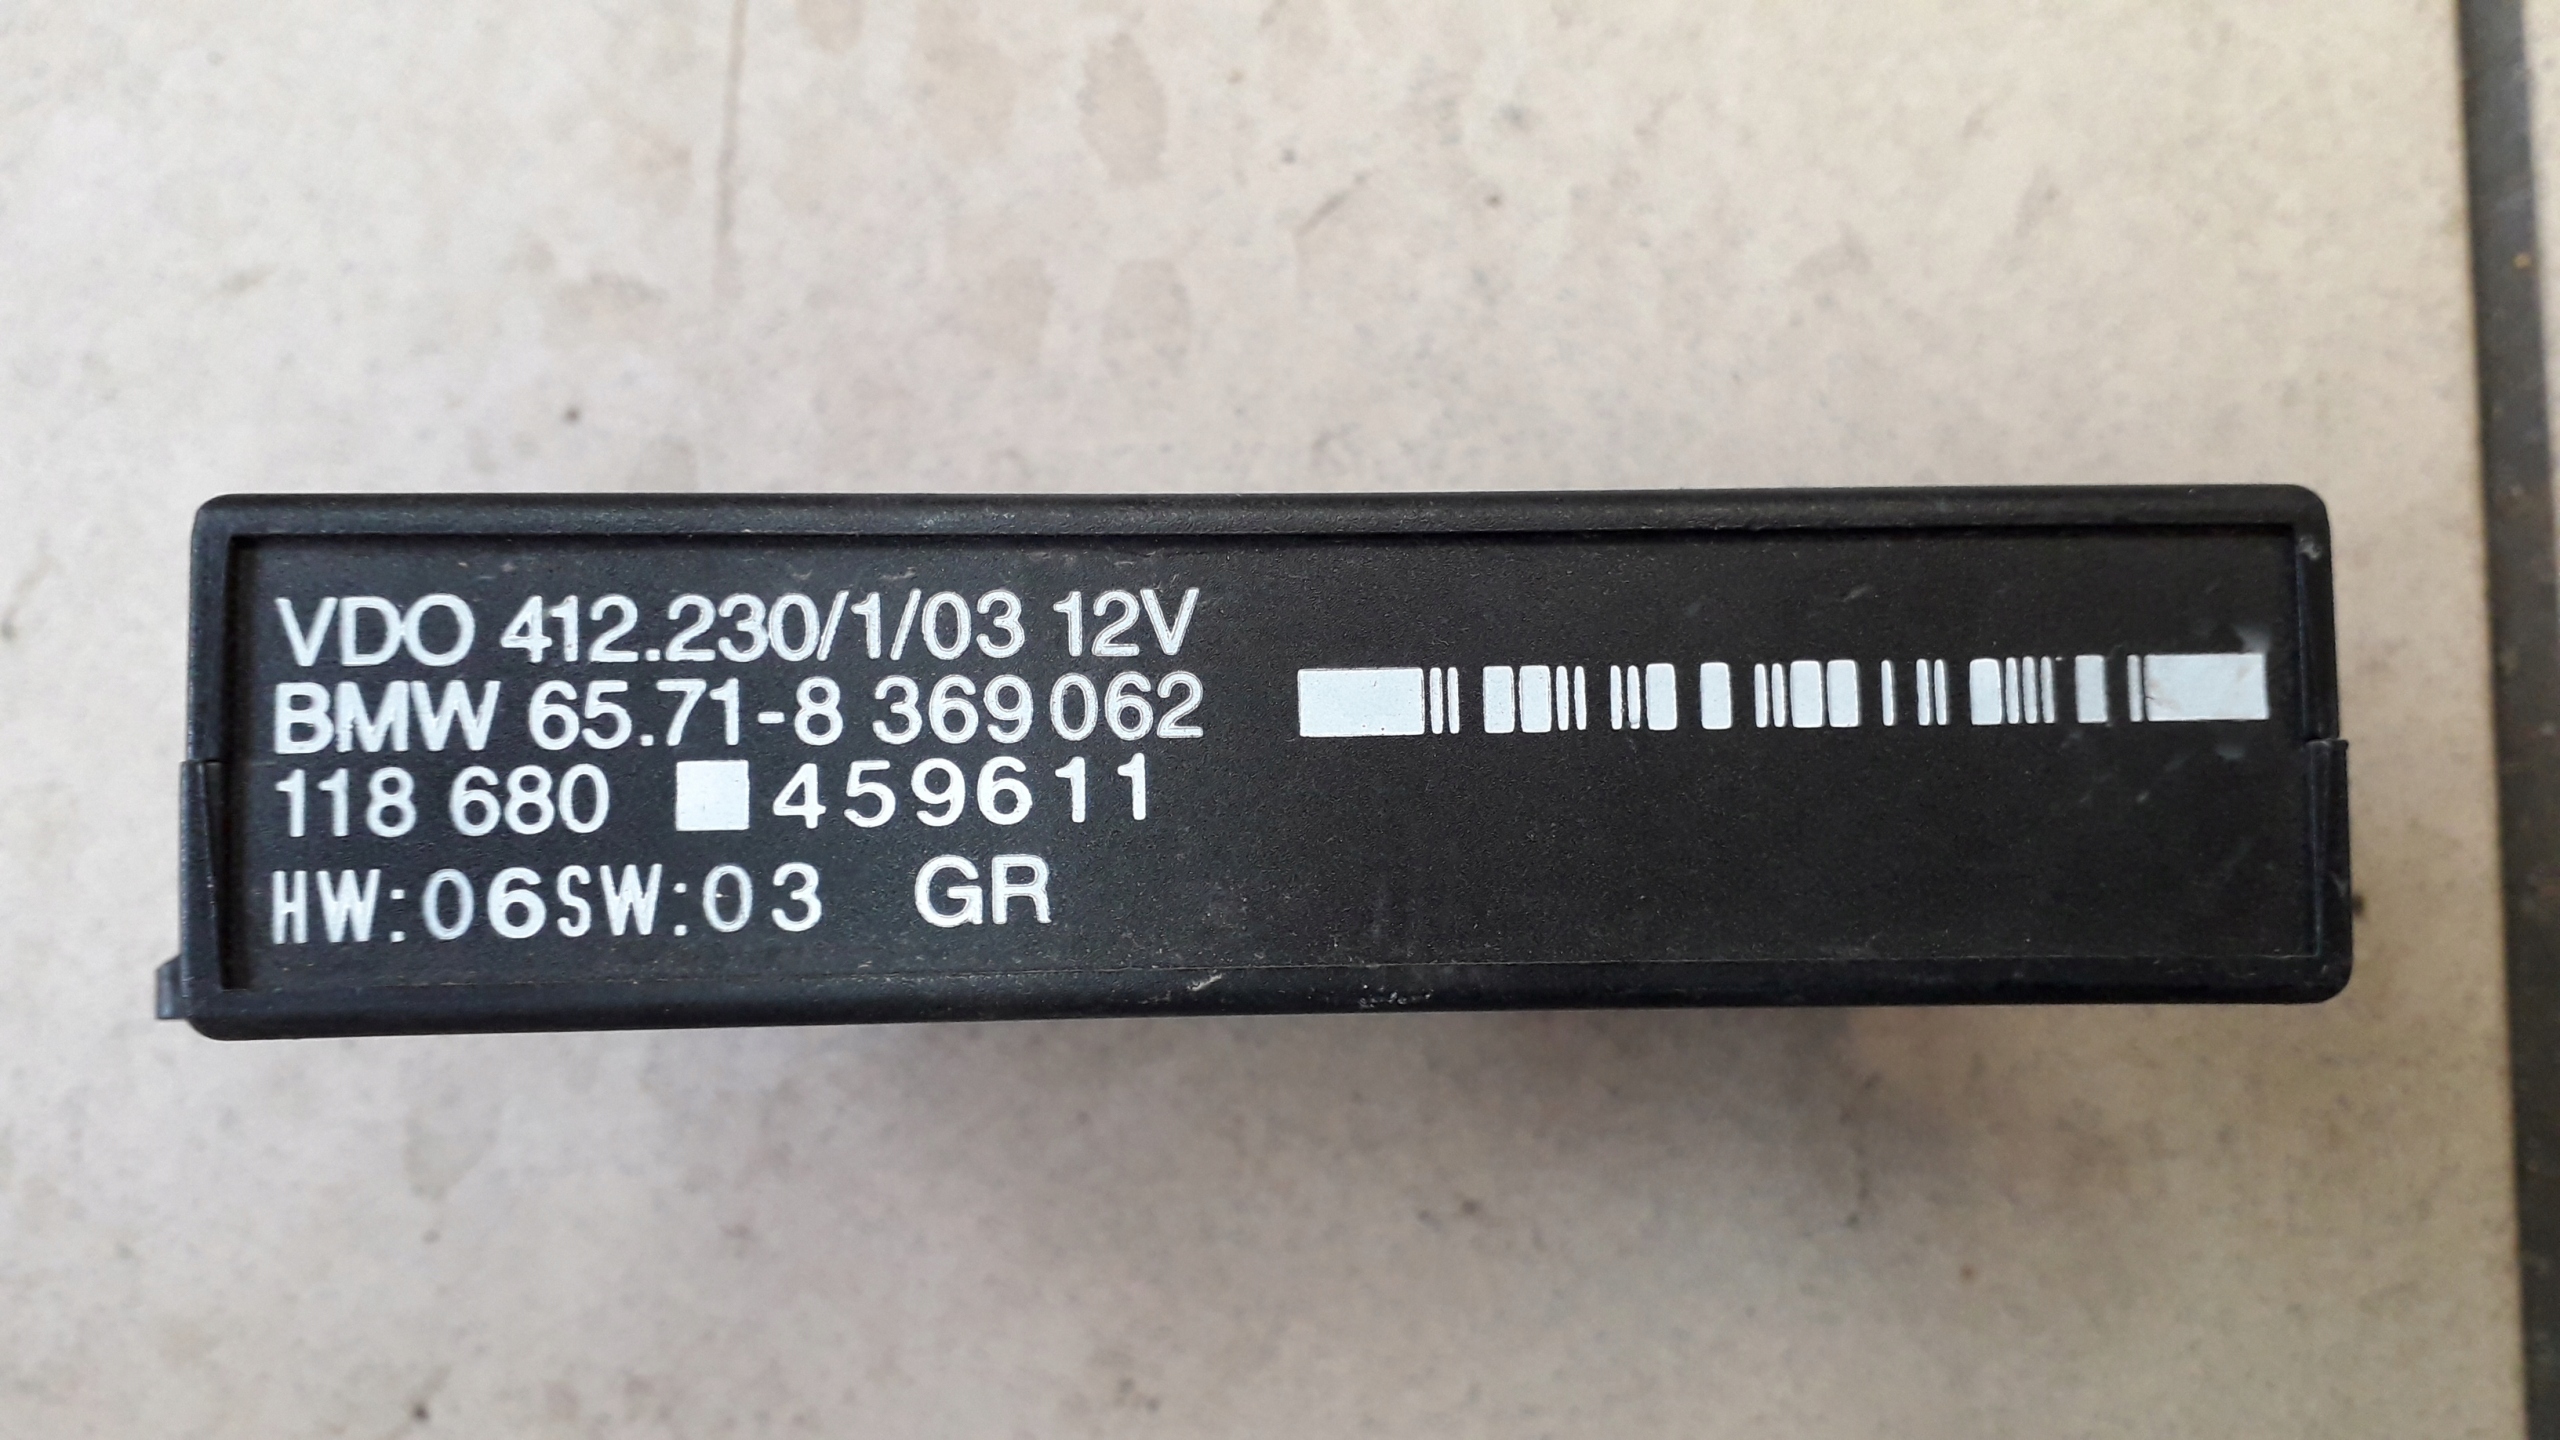 VDO 412.230/1/03 12V
BMW 65.71-8 369 062
118 680 459611
HW:06SW:03 GR